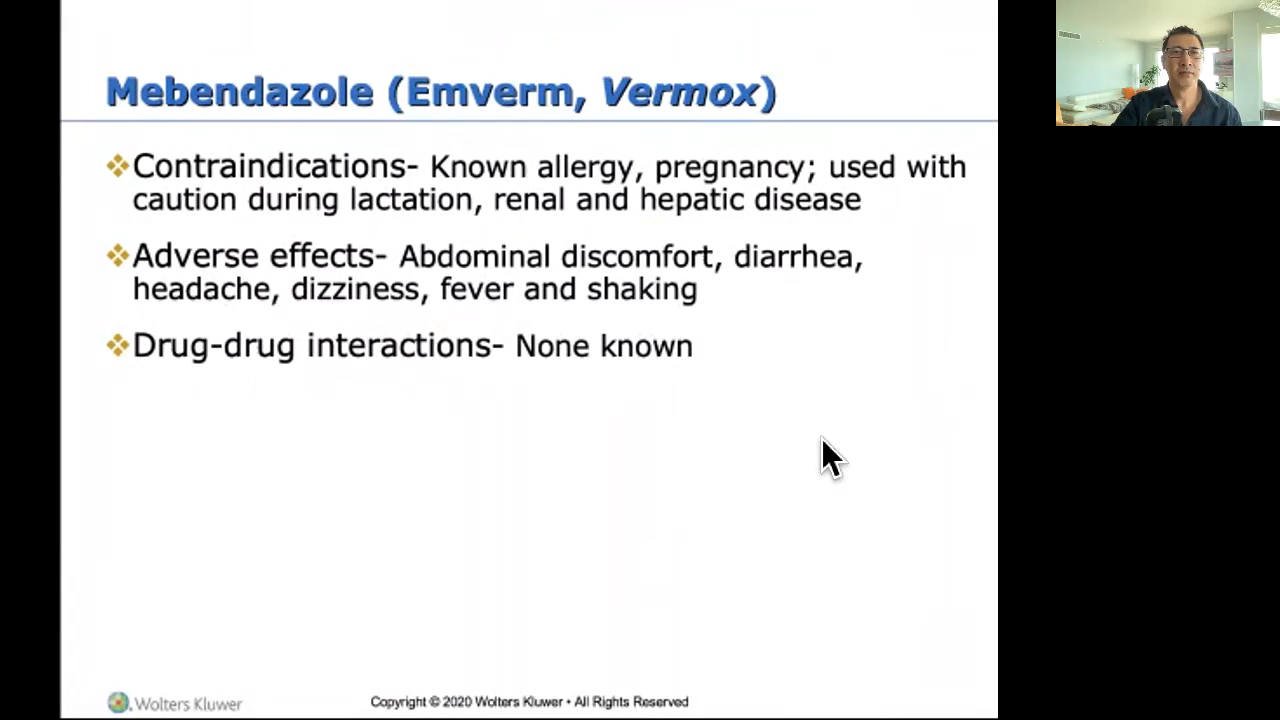 Mebendazole (Emverm, Vermox)
Contraindications- Known allergy, pregnancy; used with
caution during lactation, renal and hepatic disease
Adverse effects- Abdominal discomfort, diarrhea,
headache, dizziness, fever and shaking
Drug-drug interactions- None known
Wolters Kluwer
Copyright © 2020 Wolters Kluwer • All Rights Reserved